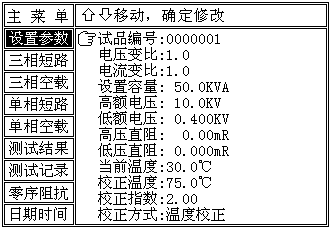 主 菜 单
⇧⇩移动，确定修改
设置参数
三相短路
三相空载
单相短路
单相空载
测试结果
测试记录
零序阻抗
日期时间
试品编号:0000001
电压变比:1.0
电流变比:1.0
设置容量: 50.0KVA
高额电压: 10.0KV
低额电压: 0.400KV
高压直阻: 0.00mR
低压直阻: 0.000mR
当前温度:30.0℃
校正温度:75.0℃
校正指数:2.00
校正方式:温度校正